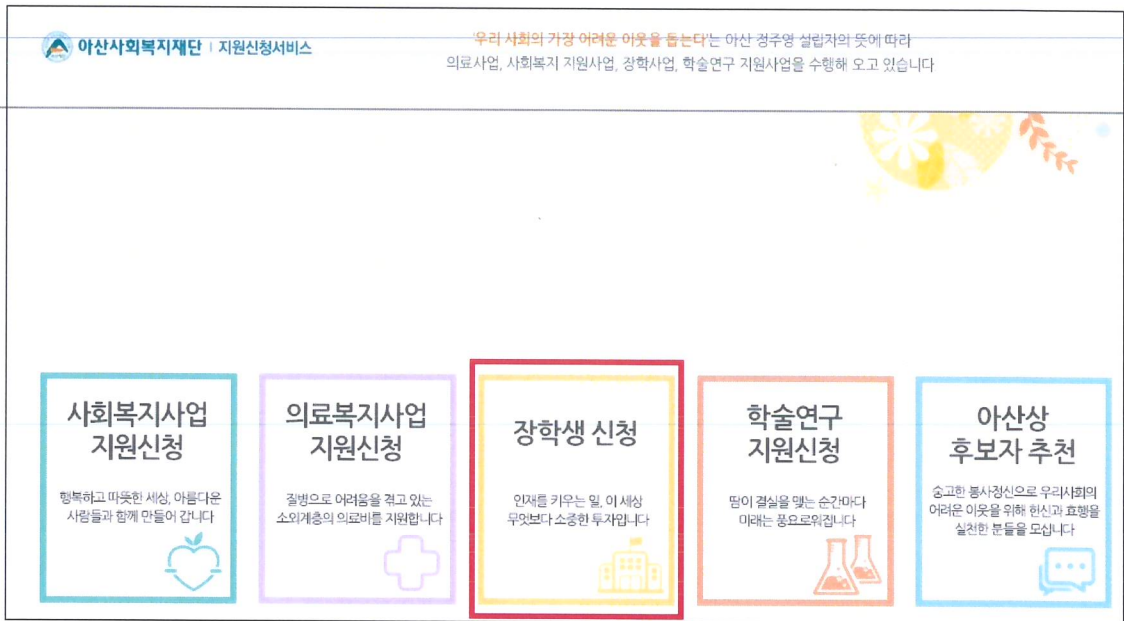 아산사회복지재단 | 지원신청서비스
'우리 사회의 가장 어려운 이웃을 돕는다'는 아산 정주영 설립자의 뜻에 따라
의료사업, 사회복지 지원사업, 장학사업, 학술연구 지원사업을 수행해 오고 있습니다
사회복지사업
지원신청
행복하고 따뜻한 세상, 아름다운
사람들과 함께 만들어 갑니다
의료복지사업
지원신청
질병으로 어려움을 겪고 있는
소외계층의 의료비를 지원합니다
장학생 신청
인재를 키우는 일, 이 세상
무엇보다 소중한 투자입니다
학술연구
지원신청
땀이 결실을 맺는 순간마다
미래는 풍요로워집니다
아산상
후보자 추천
숭고한 봉사정신으로 우리사회의
어려운 이웃을 위해 헌신과 효행을
실천한 분들을 모십니다